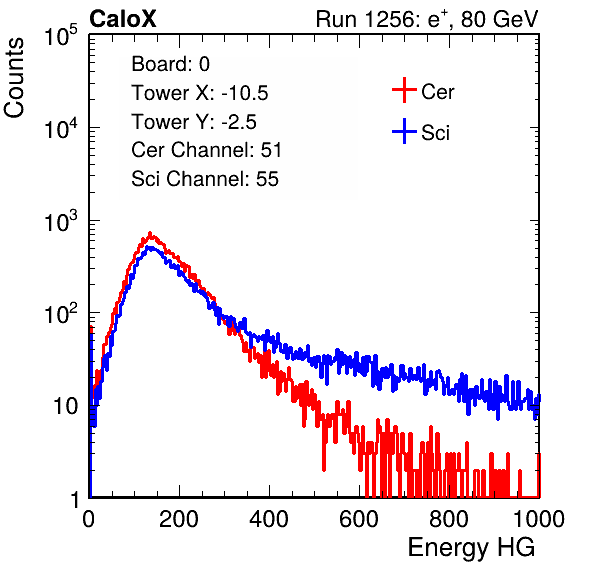 CaloX Run 1256: e⁺, 80 GeV
Counts
10⁵
10⁴
10³
10²
10
1
Board: 0
Tower X: -10.5
Tower Y: -2.5
Cer Channel: 51
Sci Channel: 55
Cer
Sci
0 200 400 600 800 1000
Energy HG